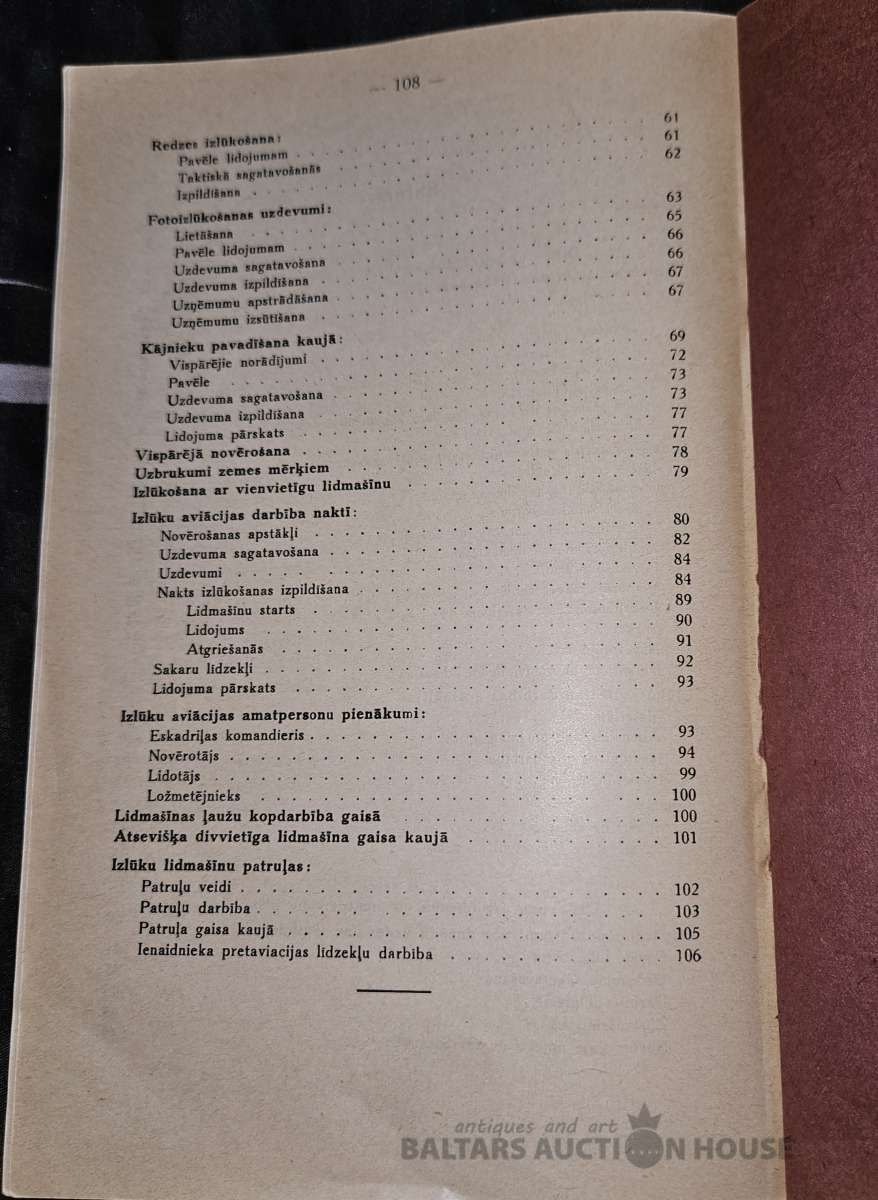 — 108 —
Redzes izlūkošana:
Pavēle lidojumam . . . . . . . . . . 61
Taktiskā sagatavošanās . . . . . . . . . . 61
Izpildīšana . . . . . . . . . . 62
Fotoizlūkošanas uzdevumi:
Lietāšana . . . . . . . . . . 63
Pavēle lidojumam . . . . . . . . . . 65
Uzdevuma sagatavošana . . . . . . . . . . 66
Uzdevuma izpildīšana . . . . . . . . . . 66
Uzņēmumu apstrādāšana . . . . . . . . . . 67
Uzņēmumu izsūtīšana . . . . . . . . . . 67
Kājnieku pavadīšana kaujā:
Vispārējie norādījumi . . . . . . . . . . 69
Pavēle . . . . . . . . . . 72
Uzdevuma sagatavošana . . . . . . . . . . 73
Uzdevuma izpildīšana . . . . . . . . . . 73
Lidojuma pārskats . . . . . . . . . . 77
Vispārējā novērošana . . . . . . . . . . 77
Uzbrukumi zemes mērķiem . . . . . . . . . . 78
Izlūkošana ar vienvietīgu lidmašīnu . . . . . . . . . . 79
Izlūku aviācijas darbība naktī:
Novērošanas apstākļi . . . . . . . . . . 80
Uzdevuma sagatavošana . . . . . . . . . . 82
Uzdevumi . . . . . . . . . . 84
Nakts izlūkošanas izpildīšana . . . . . . . . . . 84
Lidmašīnu starts . . . . . . . . . . 89
Lidojums . . . . . . . . . . 90
Atgriešanās . . . . . . . . . . 91
Sakaru līdzekļi . . . . . . . . . . 92
Lidojuma pārskats . . . . . . . . . . 93
Izlūku aviācijas amatpersonu pienākumi:
Eskadriļas komandieris . . . . . . . . . . 93
Novērotājs . . . . . . . . . . 94
Lidotājs . . . . . . . . . . 99
Ložmetējnieks . . . . . . . . . . 100
Lidmašīnas ļaužu kopdarbība gaisā . . . . . . . . . . 100
Atsevišķa divvietīga lidmašīna gaisa kaujā . . . . . . . . . . 101
Izlūku lidmašīnu patruļas:
Patruļu veidi . . . . . . . . . . 102
Patruļu darbība . . . . . . . . . . 103
Patruļa gaisa kaujā . . . . . . . . . . 105
Ienaidnieka pretaviacijas līdzekļu darbība . . . . . . . . . . 106
antiques and art
BALTARS AUCTION HOUSE